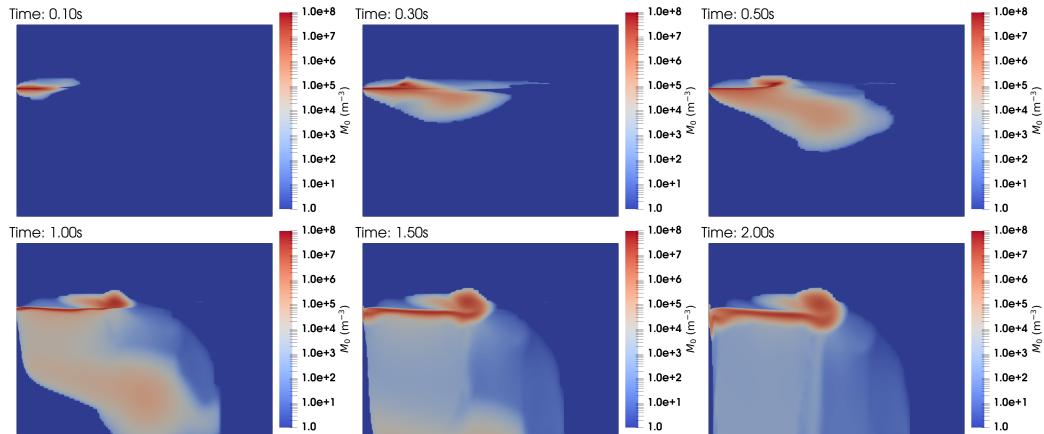 Time: 0.10s
1.0e+8
1.0e+7
1.0e+6
1.0e+5
1.0e+4
1.0e+3
1.0e+2
1.0e+1
1.0
M₀ (m⁻³)
Time: 0.30s
1.0e+8
1.0e+7
1.0e+6
1.0e+5
1.0e+4
1.0e+3
1.0e+2
1.0e+1
1.0
M₀ (m⁻³)
Time: 0.50s
1.0e+8
1.0e+7
1.0e+6
1.0e+5
1.0e+4
1.0e+3
1.0e+2
1.0e+1
1.0
M₀ (m⁻³)
Time: 1.00s
1.0e+8
1.0e+7
1.0e+6
1.0e+5
1.0e+4
1.0e+3
1.0e+2
1.0e+1
1.0
M₀ (m⁻³)
Time: 1.50s
1.0e+8
1.0e+7
1.0e+6
1.0e+5
1.0e+4
1.0e+3
1.0e+2
1.0e+1
1.0
M₀ (m⁻³)
Time: 2.00s
1.0e+8
1.0e+7
1.0e+6
1.0e+5
1.0e+4
1.0e+3
1.0e+2
1.0e+1
1.0
M₀ (m⁻³)